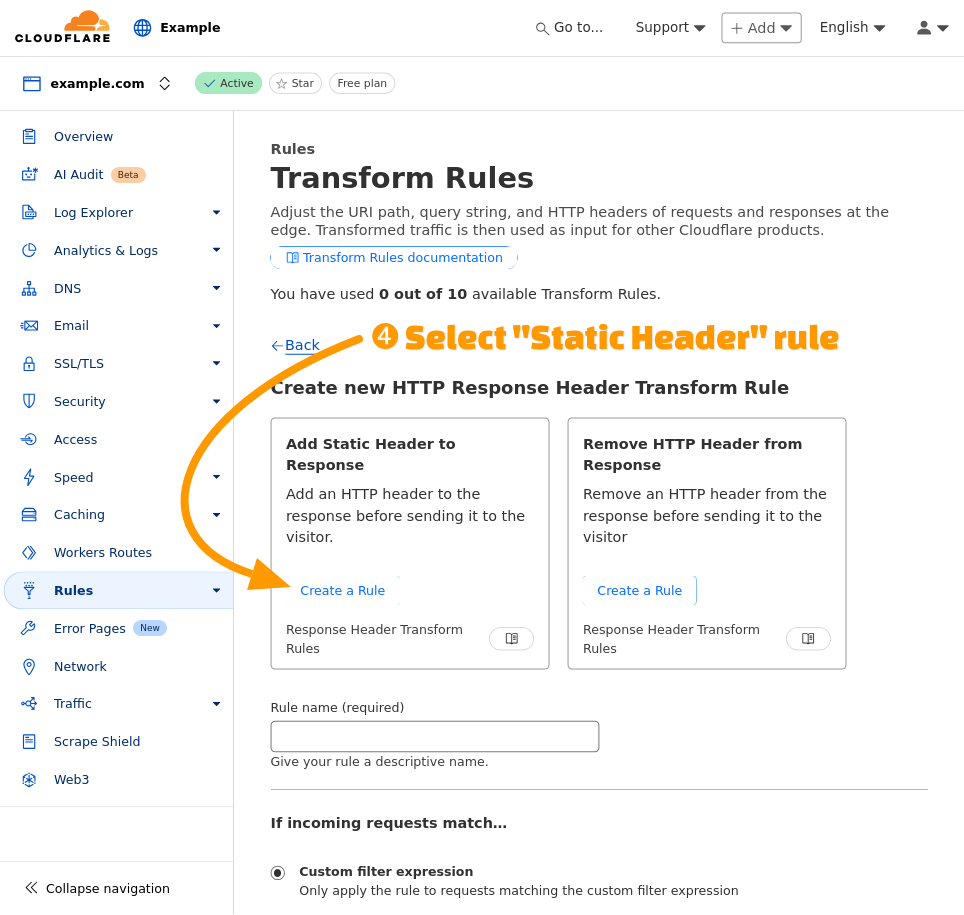 CLOUDFLARE
Example
Go to...
Support
+ Add
English
example.com
Active
Star
Free plan
Overview
AI Audit Beta
Log Explorer
Analytics & Logs
DNS
Email
SSL/TLS
Security
Access
Speed
Caching
Workers Routes
Rules
Error Pages New
Network
Traffic
Scrape Shield
Web3
Collapse navigation
Rules
Transform Rules
Adjust the URI path, query string, and HTTP headers of requests and responses at the
edge. Transformed traffic is then used as input for other Cloudflare products.
Transform Rules documentation
You have used 0 out of 10 available Transform Rules.
❹ Select "Static Header" rule
←Back
Create new HTTP Response Header Transform Rule
Add Static Header to
Response
Add an HTTP header to the
response before sending it to the
visitor.
Create a Rule
Response Header Transform
Rules
Remove HTTP Header from
Response
Remove an HTTP header from the
response before sending it to the
visitor
Create a Rule
Response Header Transform
Rules
Rule name (required)
Give your rule a descriptive name.
If incoming requests match…
Custom filter expression
Only apply the rule to requests matching the custom filter expression